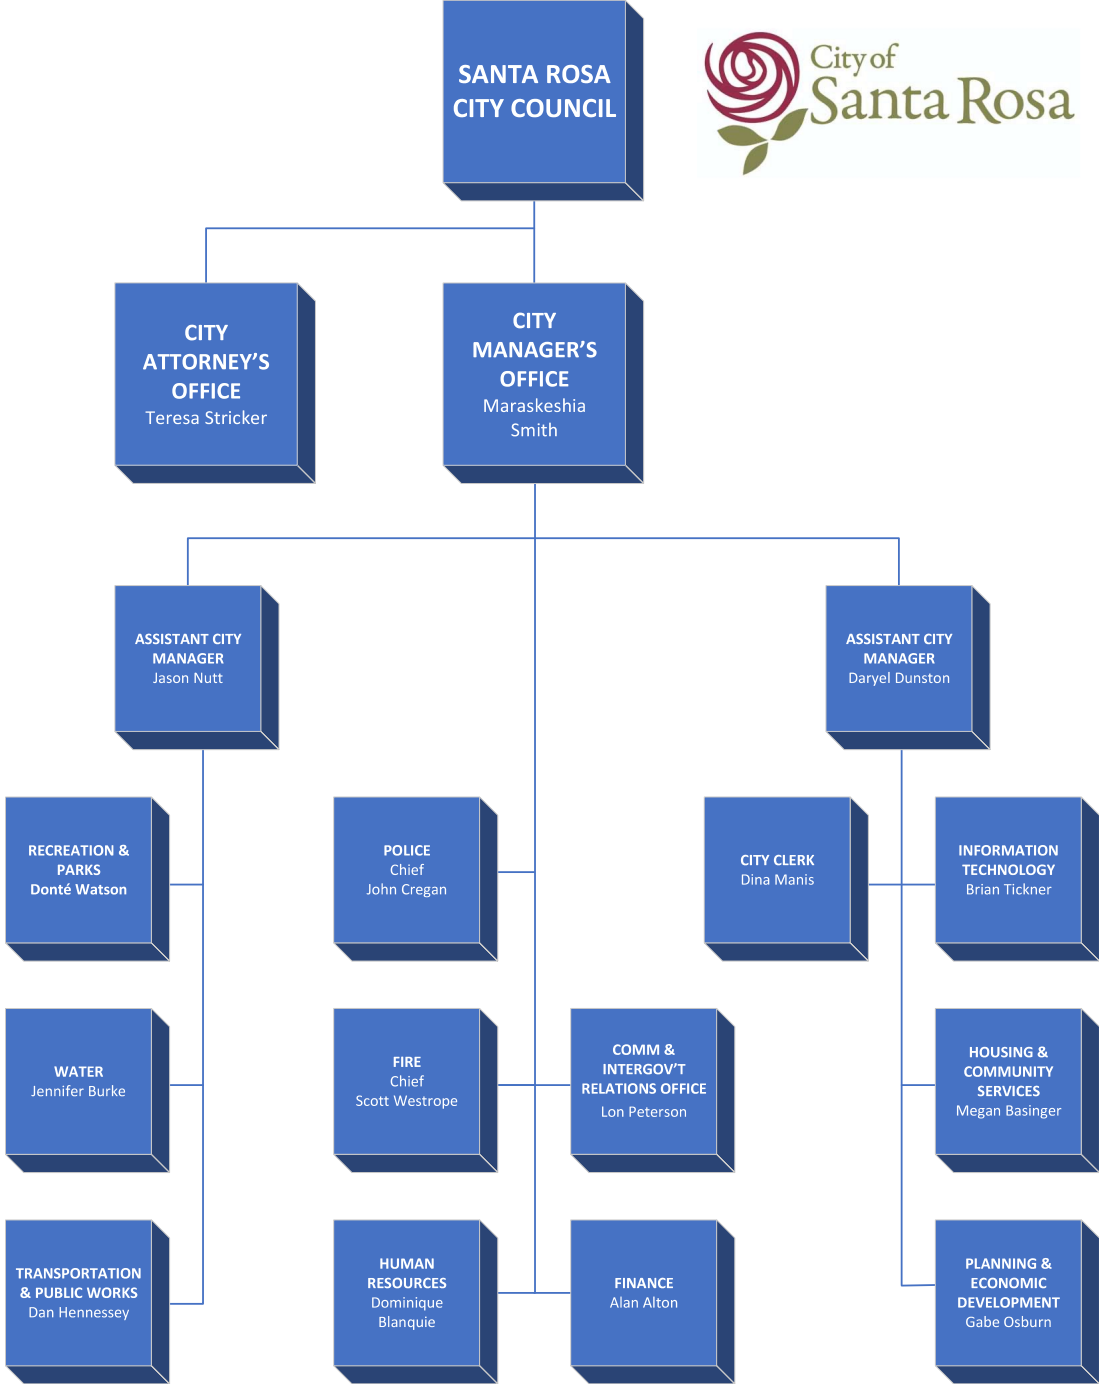 SANTA ROSA
CITY COUNCIL
City of
Santa Rosa
CITY
ATTORNEY’S
OFFICE
Teresa Stricker
CITY
MANAGER’S
OFFICE
Maraskeshia
Smith
ASSISTANT CITY
MANAGER
Jason Nutt
ASSISTANT CITY
MANAGER
Daryel Dunston
RECREATION &
PARKS
Donté Watson
POLICE
Chief
John Cregan
CITY CLERK
Dina Manis
INFORMATION
TECHNOLOGY
Brian Tickner
WATER
Jennifer Burke
FIRE
Chief
Scott Westrope
COMM &
INTERGOV’T
RELATIONS OFFICE
Lon Peterson
HOUSING &
COMMUNITY
SERVICES
Megan Basinger
TRANSPORTATION
& PUBLIC WORKS
Dan Hennessey
HUMAN
RESOURCES
Dominique
Blanquie
FINANCE
Alan Alton
PLANNING &
ECONOMIC
DEVELOPMENT
Gabe Osburn